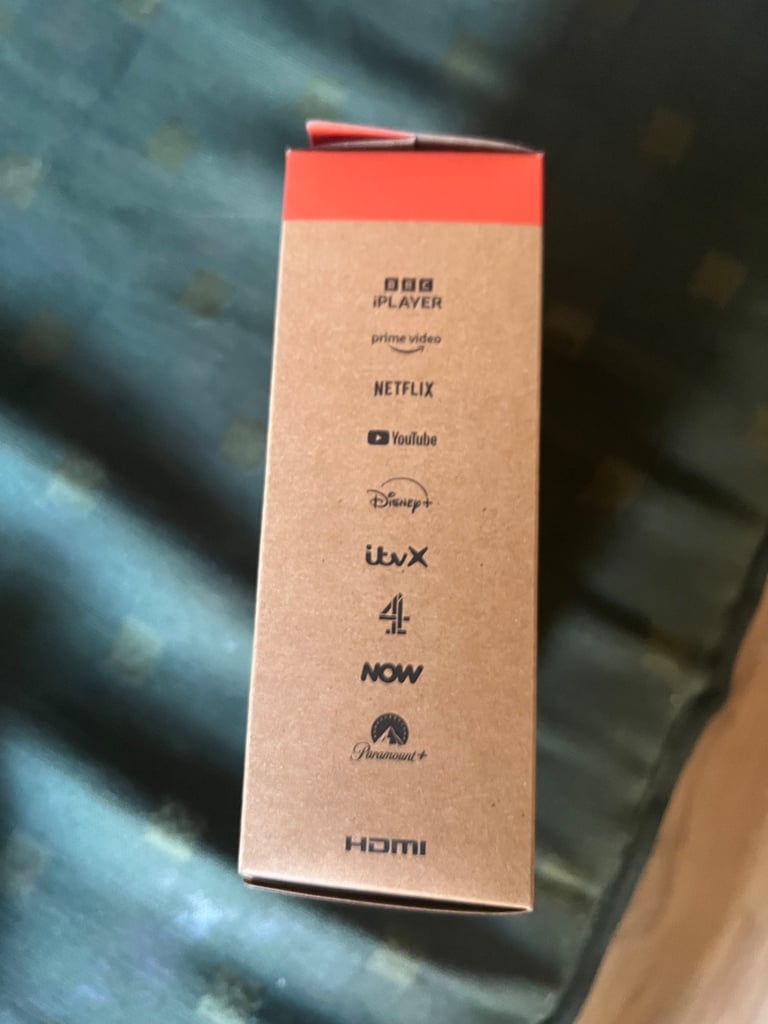 BBC
iPLAYER
prime video
NETFLIX
YouTube
Disney+
itvX
4
NOW
Paramount+
HDMI